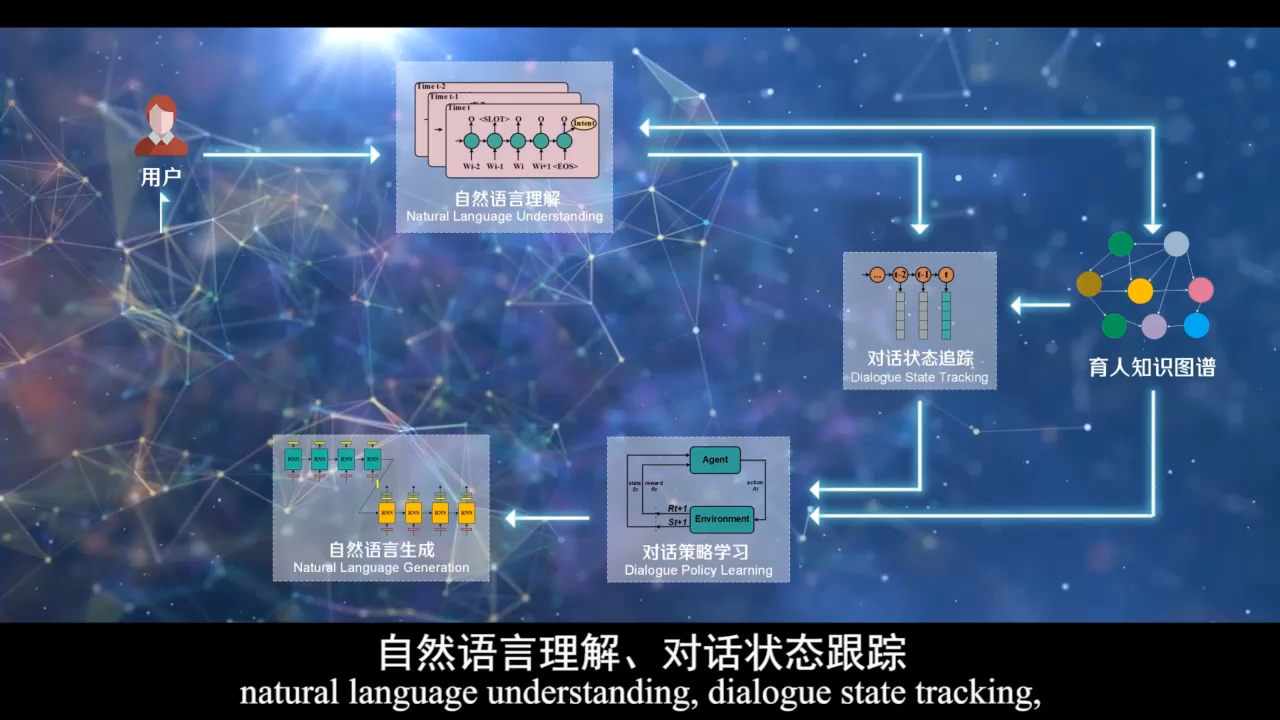 Time t-2
Time t-1
Time t
O <SLOT> O O O Intent
Wi-2 Wi-1 Wi Wi+1 <EOS>
用户
自然语言理解
Natural Language Understanding
... t-2 t-1 t
对话状态追踪
Dialogue State Tracking
育人知识图谱
RNN RNN RNN RNN
RNN RNN RNN RNN
自然语言生成
Natural Language Generation
Agent
state reward action
St Rt At
Rt+1
St+1
Environment
对话策略学习
Dialogue Policy Learning
自然语言理解、对话状态跟踪
natural language understanding, dialogue state tracking,